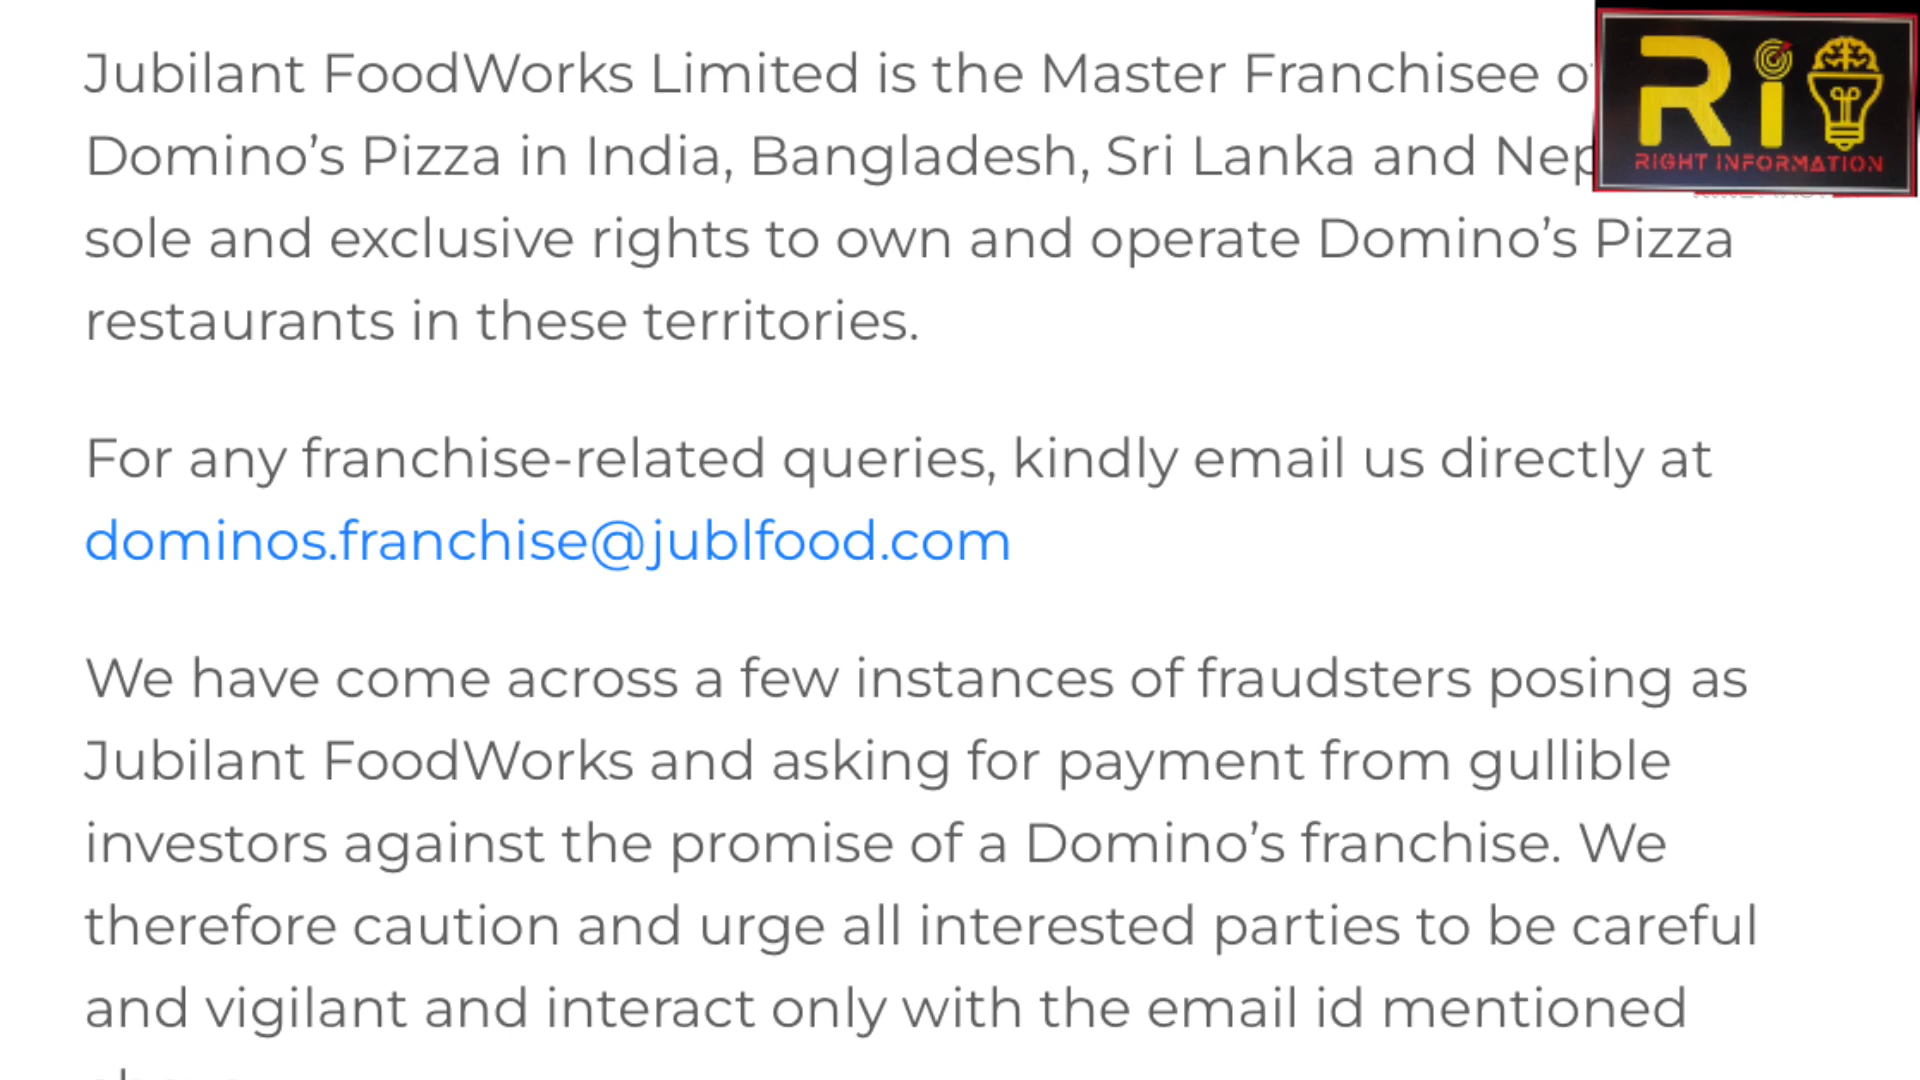 Jubilant FoodWorks Limited is the Master Franchisee
Domino’s Pizza in India, Bangladesh, Sri Lanka and
sole and exclusive rights to own and operate Domino’s Pizza
restaurants in these territories.
For any franchise-related queries, kindly email us directly at
dominos.franchise@jublfood.com
We have come across a few instances of fraudsters posing as
Jubilant FoodWorks and asking for payment from gullible
investors against the promise of a Domino’s franchise. We
therefore caution and urge all interested parties to be careful
and vigilant and interact only with the email id mentioned
Ri
RIGHT INFORMATION